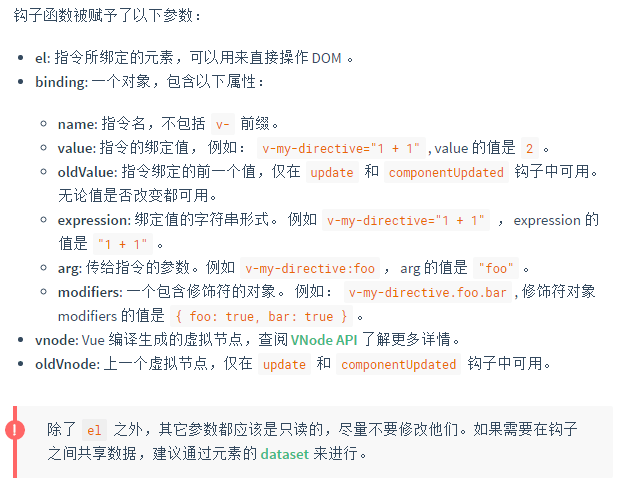 钩子函数被赋予了以下参数：
el: 指令所绑定的元素，可以用来直接操作 DOM 。
binding: 一个对象，包含以下属性：
name: 指令名，不包括 v- 前缀。
value: 指令的绑定值， 例如： v-my-directive="1 + 1" , value 的值是 2 。
oldValue: 指令绑定的前一个值，仅在 update 和 componentUpdated 钩子中可用。
无论值是否改变都可用。
expression: 绑定值的字符串形式。 例如 v-my-directive="1 + 1" ， expression 的
值是 "1 + 1" 。
arg: 传给指令的参数。例如 v-my-directive:foo ， arg 的值是 "foo" 。
modifiers: 一个包含修饰符的对象。 例如： v-my-directive.foo.bar , 修饰符对象
modifiers 的值是 { foo: true, bar: true } 。
vnode: Vue 编译生成的虚拟节点，查阅 VNode API 了解更多详情。
oldVnode: 上一个虚拟节点，仅在 update 和 componentUpdated 钩子中可用。
! 除了 el 之外，其它参数都应该是只读的，尽量不要修改他们。如果需要在钩子
之间共享数据，建议通过元素的 dataset 来进行。